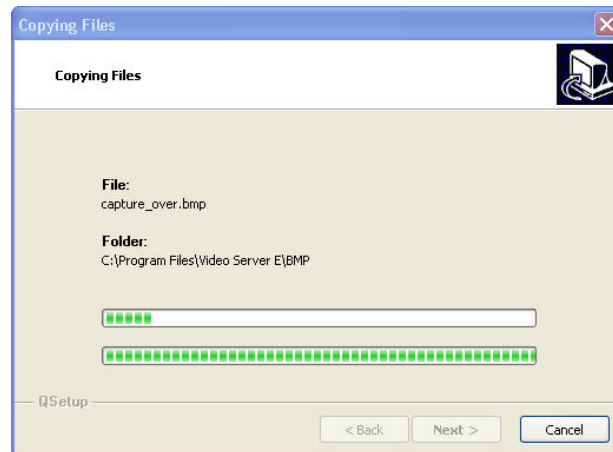 Copying Files
Copying Files
File:
capture_over.bmp
Folder:
C:\Program Files\Video Server E\BMP
QSetup
< Back
Next >
Cancel